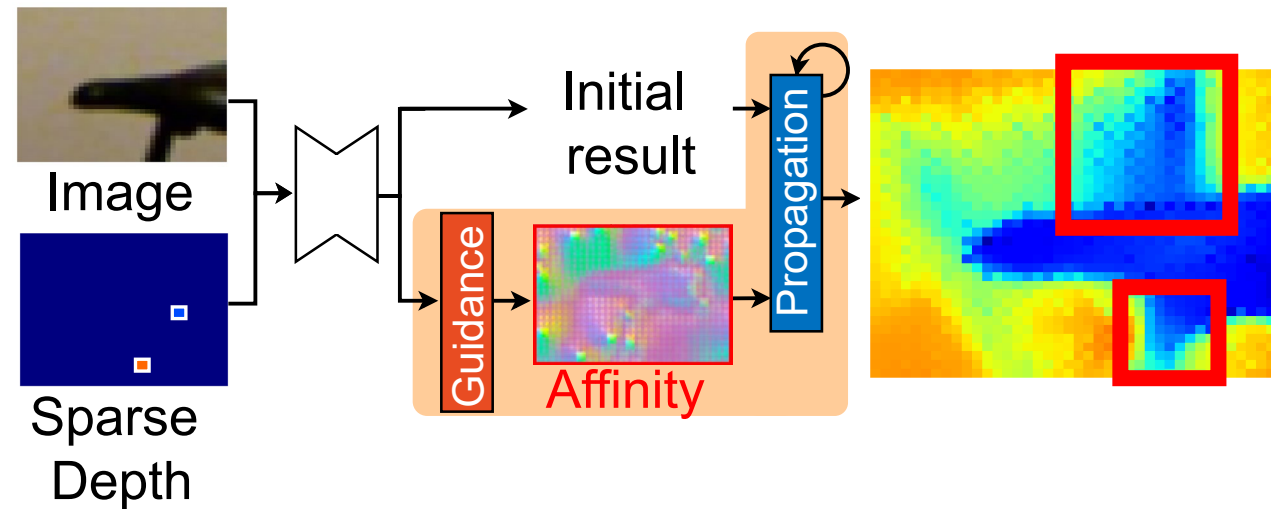 Image
Sparse
Depth
Initial
result
Guidance
Affinity
Propagation